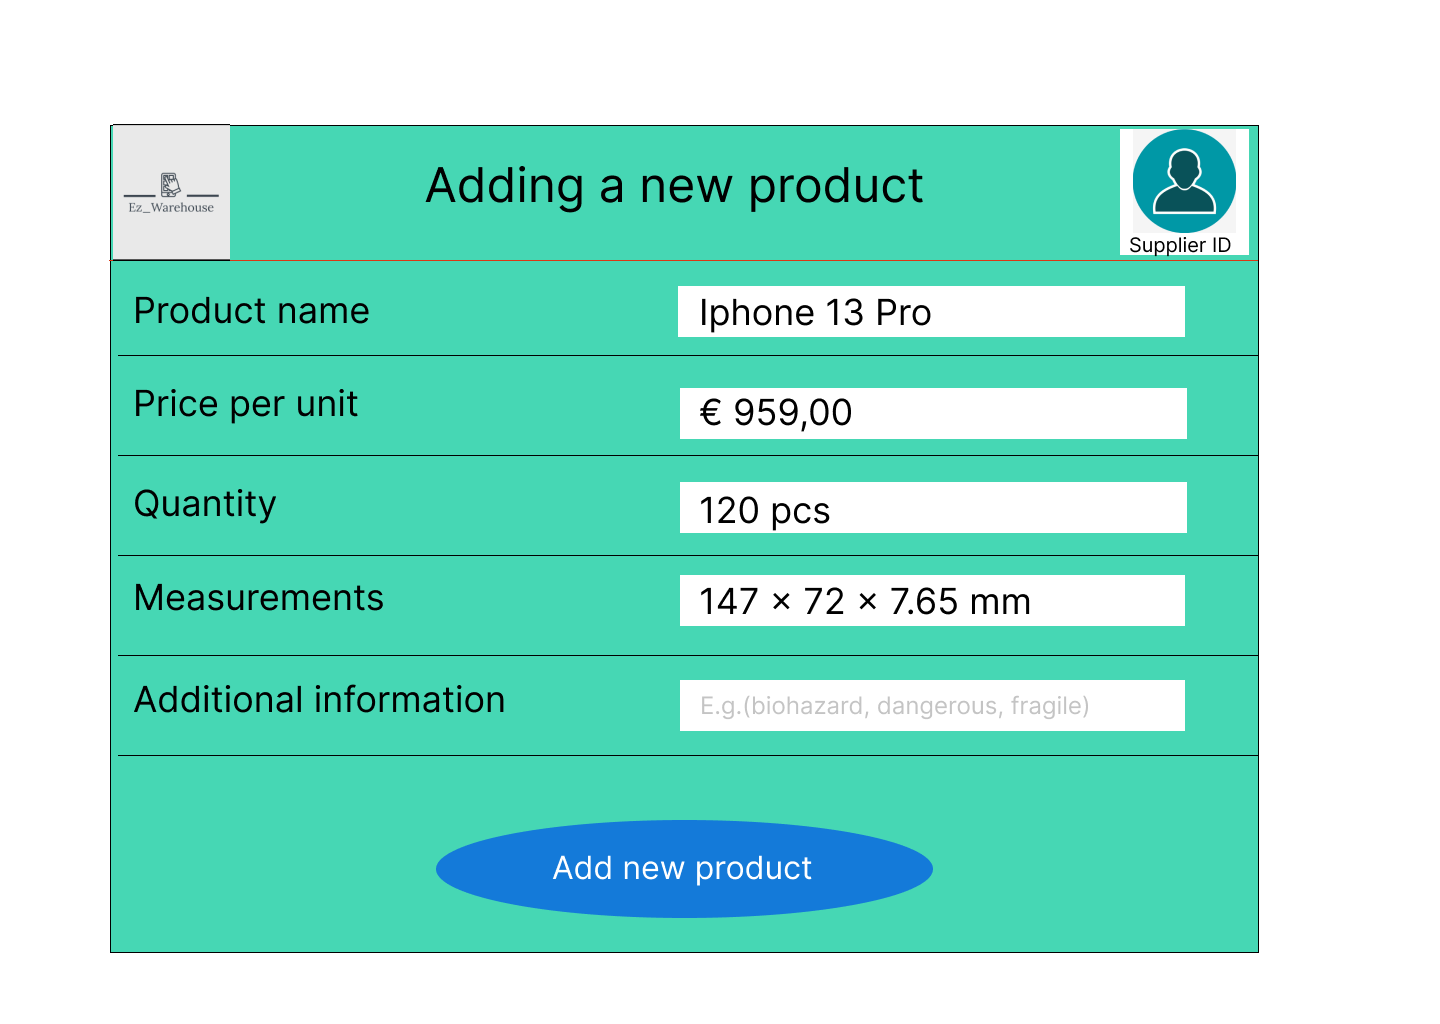 Ez_Warehouse
Adding a new product
Supplier ID
Product name
Iphone 13 Pro
Price per unit
€ 959,00
Quantity
120 pcs
Measurements
147 × 72 × 7.65 mm
Additional information
E.g.(biohazard, dangerous, fragile)
Add new product